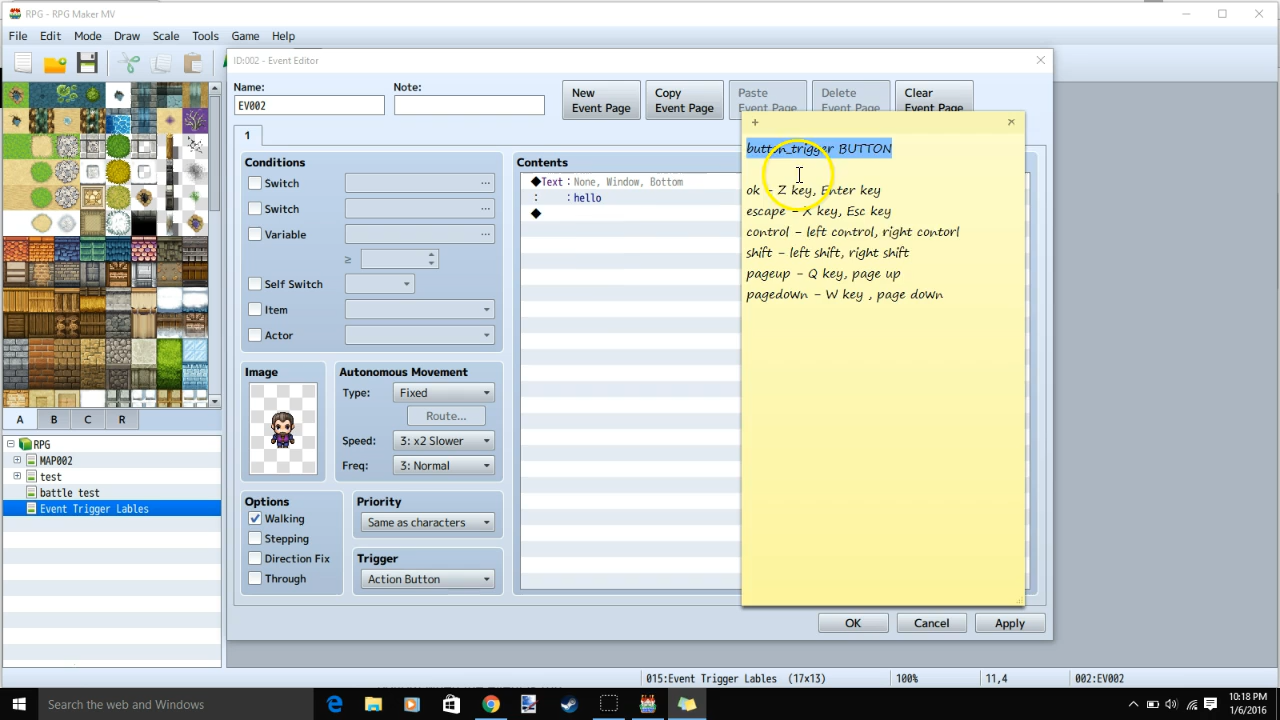 RPG - RPG Maker MV
File Edit Mode Draw Scale Tools Game Help
ID:002 - Event Editor
Name: Note:
EV002
New Event Page
Copy Event Page
Paste Event Page
Delete Event Page
Clear Event Page
1
Conditions
Switch ...
Switch ...
Variable ...
≥
Self Switch
Item
Actor
Image
Autonomous Movement
Type: Fixed
Route...
Speed: 3: x2 Slower
Freq: 3: Normal
Options
Walking
Stepping
Direction Fix
Through
Priority
Same as characters
Trigger
Action Button
Contents
◆Text : None, Window, Bottom
: : hello
◆
+ ×
button_trigger BUTTON
ok - Z key, Enter key
escape - X key, Esc key
control - left control, right contorl
shift - left shift, right shift
pageup - Q key, page up
pagedown - W key , page down
OK Cancel Apply
A B C R
RPG
MAP002
test
battle test
Event Trigger Lables
015:Event Trigger Lables (17x13) 100% 11,4 002:EV002
Search the web and Windows
10:18 PM
1/6/2016